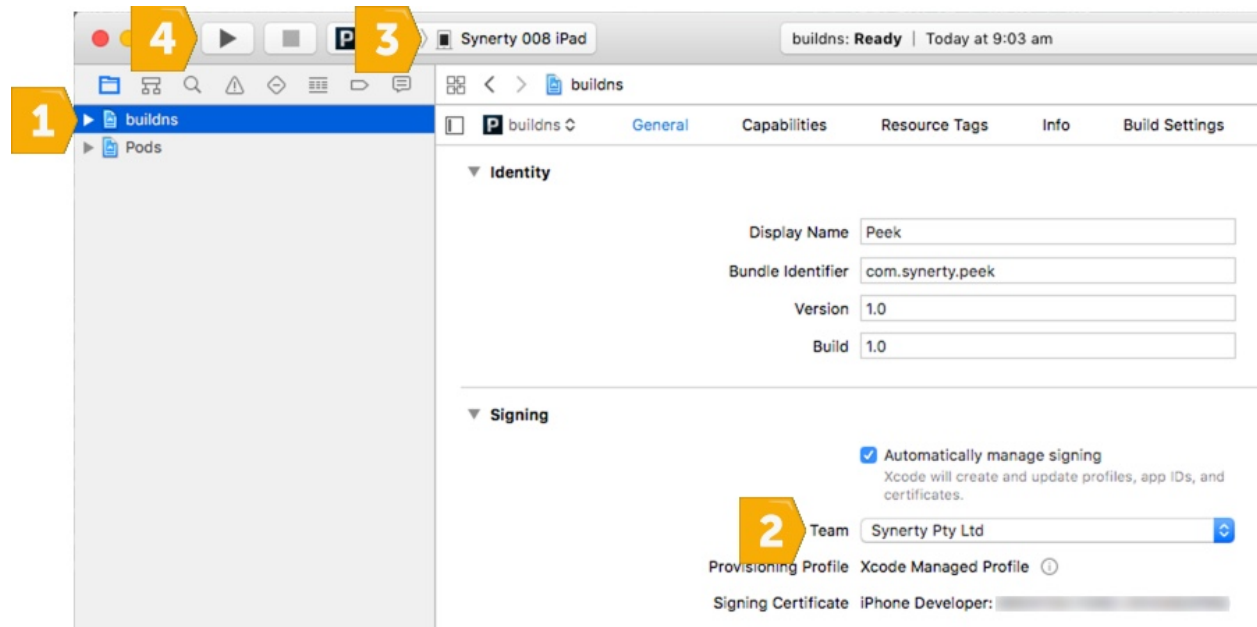 4
P
3
Synerty 008 iPad
buildns: Ready | Today at 9:03 am
buildns
1
buildns
Pods
P buildns
General
Capabilities
Resource Tags
Info
Build Settings
Identity
Display Name Peek
Bundle Identifier com.synerty.peek
Version 1.0
Build 1.0
Signing
Automatically manage signing
Xcode will create and update profiles, app IDs, and
certificates.
2
Team Synerty Pty Ltd
Provisioning Profile Xcode Managed Profile
Signing Certificate iPhone Developer: